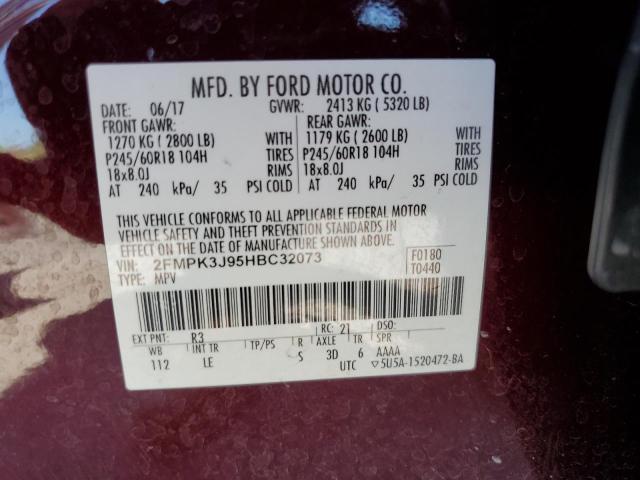 MFD. BY FORD MOTOR CO.
DATE: 06/17 GVWR: 2413 KG ( 5320 LB)
FRONT GAWR: REAR GAWR:
1270 KG ( 2800 LB) WITH 1179 KG ( 2600 LB) WITH
P245/60R18 104H TIRES P245/60R18 104H TIRES
18x8.0J RIMS 18x8.0J RIMS
AT 240 kPa/ 35 PSI COLD AT 240 kPa/ 35 PSI COLD
THIS VEHICLE CONFORMS TO ALL APPLICABLE FEDERAL MOTOR
VEHICLE SAFETY AND THEFT PREVENTION STANDARDS IN
EFFECT ON THE DATE OF MANUFACTURE SHOWN ABOVE.
VIN: 2FMPK3J95HBC32073 F0180
TYPE: MPV T0440
EXT PNT: R3 RC: 21 DSO:
WB INT TR TP/PS R AXLE TR SPR
112 LE S 3D 6 AAAA
UTC ▽5U5A-1520472-BA